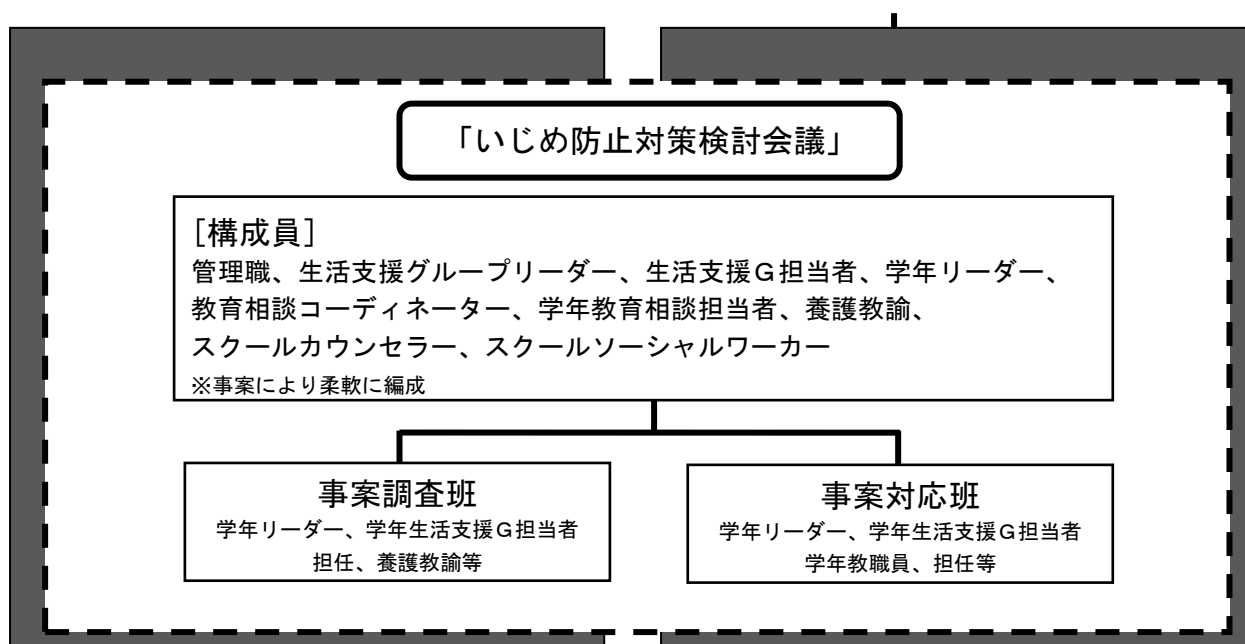 「いじめ防止対策検討会議」
［構成員］
管理職、生活支援グループリーダー、生活支援Ｇ担当者、学年リーダー、
教育相談コーディネーター、学年教育相談担当者、養護教諭、
スクールカウンセラー、スクールソーシャルワーカー
※事案により柔軟に編成
事案調査班
学年リーダー、学年生活支援Ｇ担当者
担任、養護教諭等
事案対応班
学年リーダー、学年生活支援Ｇ担当者
学年教職員、担任等